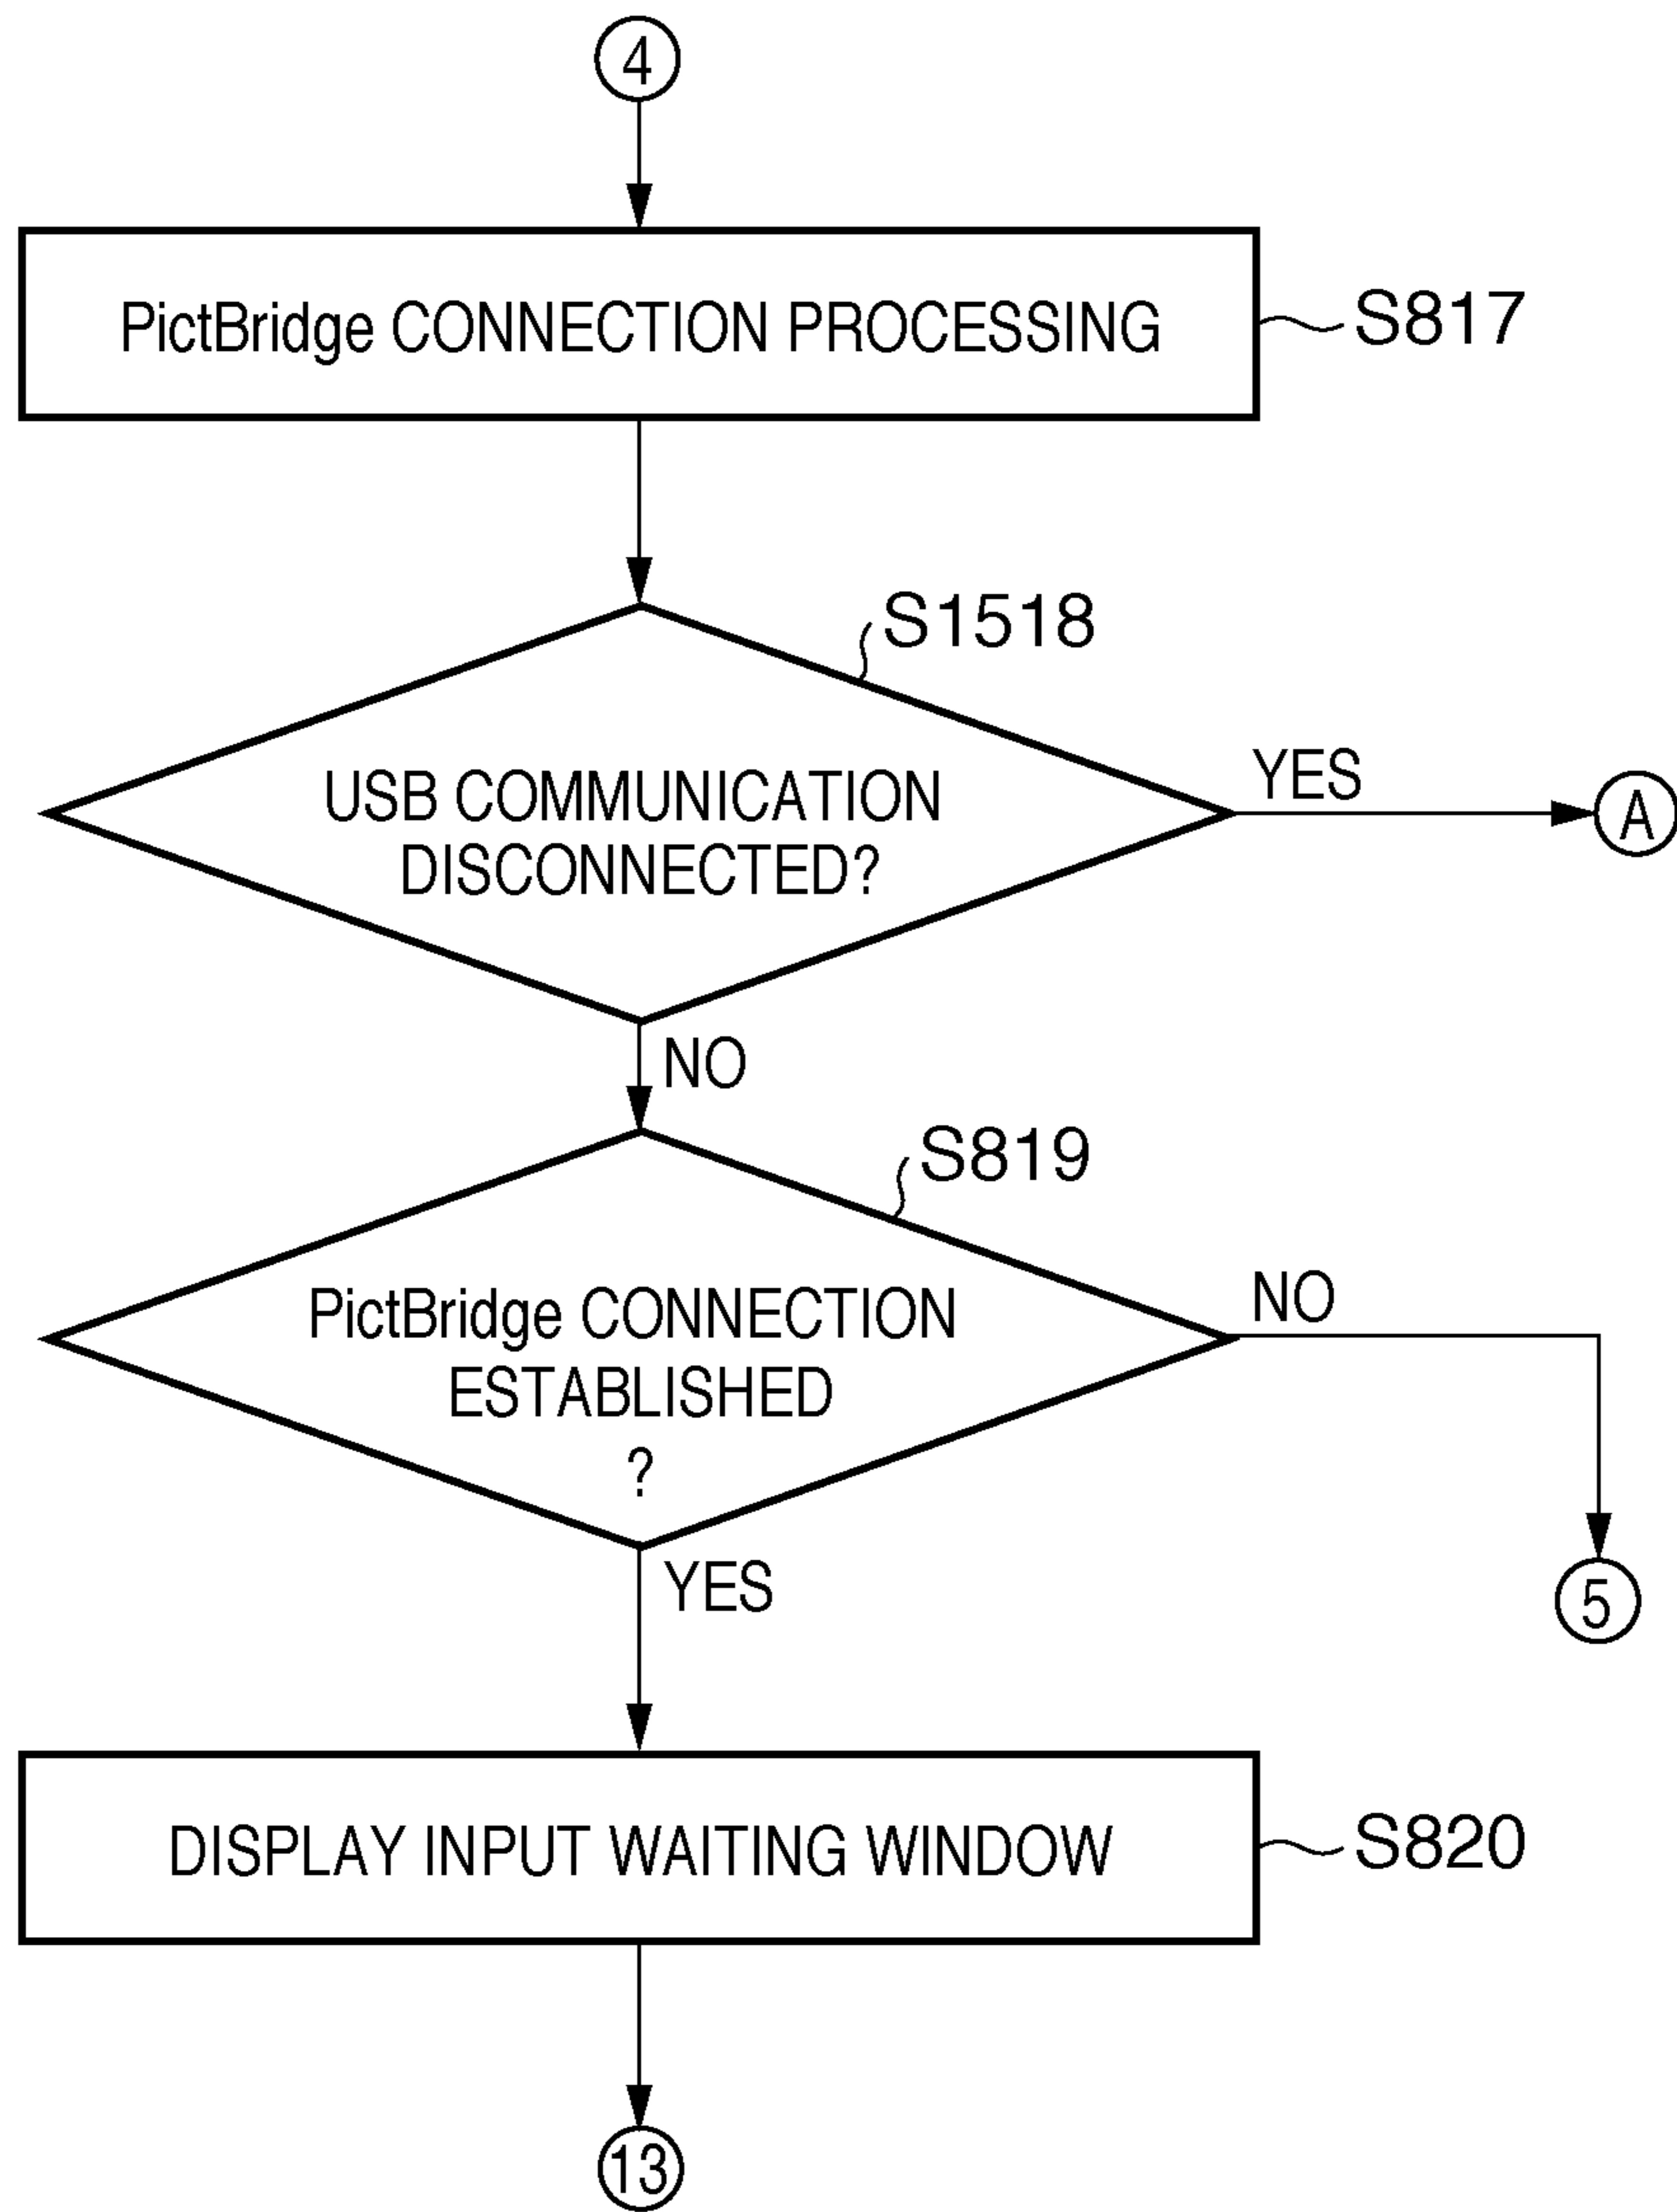 4
PictBridge CONNECTION PROCESSING
S817
S1518
USB COMMUNICATION
DISCONNECTED?
YES
A
NO
S819
PictBridge CONNECTION
ESTABLISHED
?
NO
5
YES
DISPLAY INPUT WAITING WINDOW
S820
13